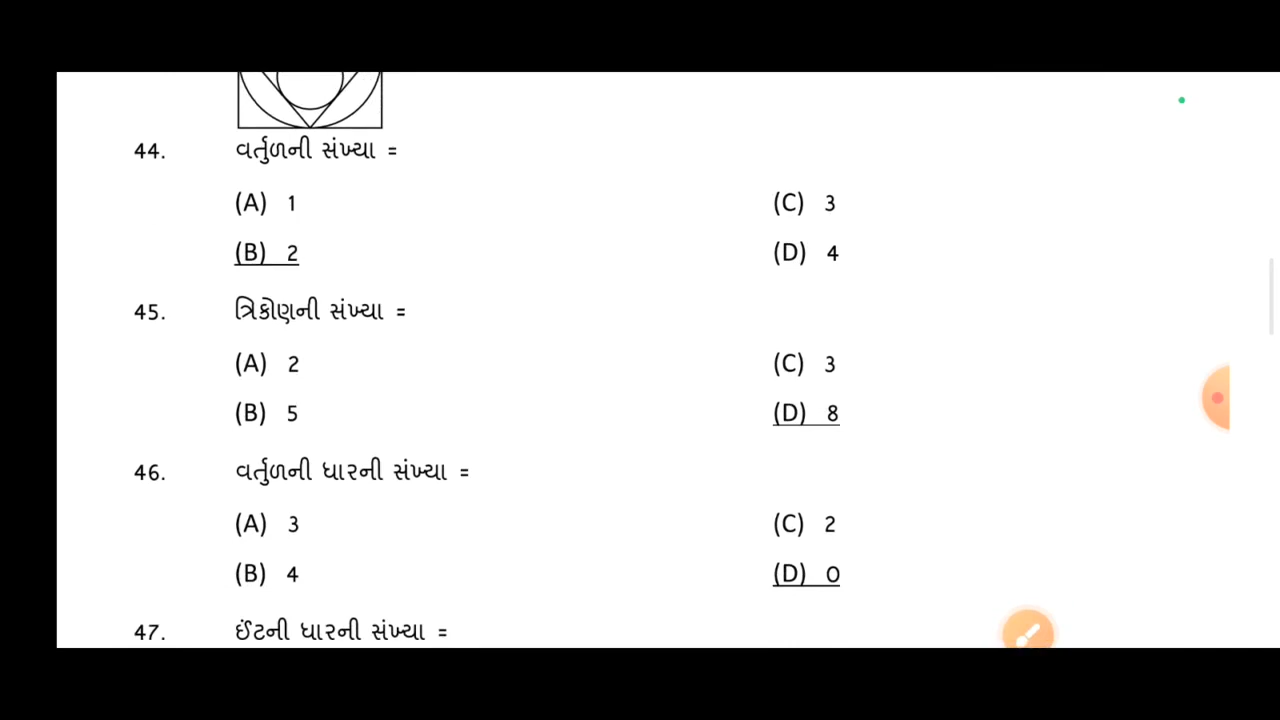 44. વર્તુળની સંખ્યા =
(A) 1 (C) 3
(B) 2 (D) 4
45. ત્રિકોણની સંખ્યા =
(A) 2 (C) 3
(B) 5 (D) 8
46. વર્તુળની ધારની સંખ્યા =
(A) 3 (C) 2
(B) 4 (D) 0
47. ઈંટની ધારની સંખ્યા =